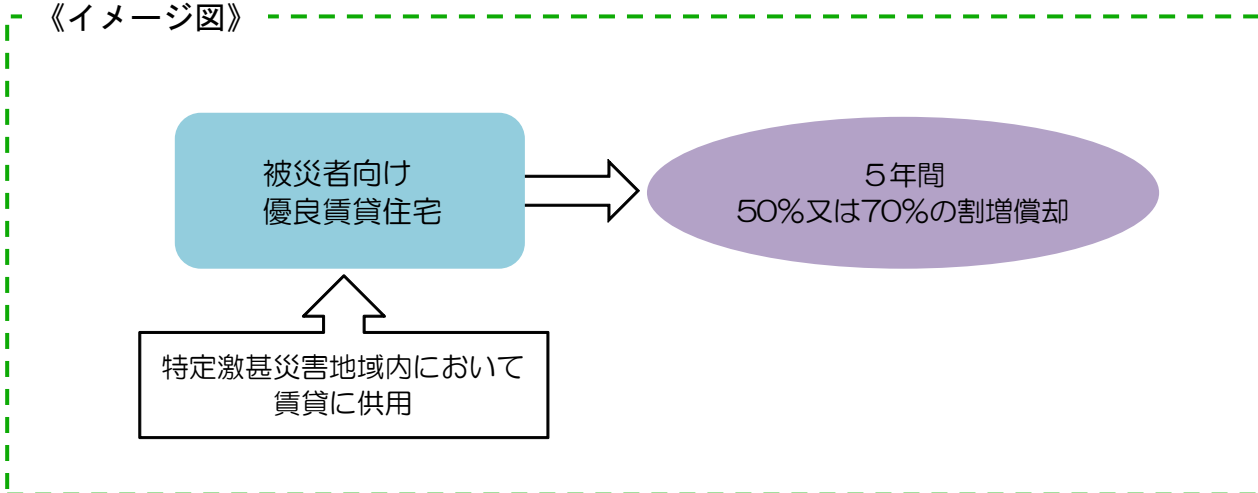 《イメージ図》
被災者向け
優良賃貸住宅
５年間
50％又は70％の割増償却
特定激甚災害地域内において
賃貸に供用